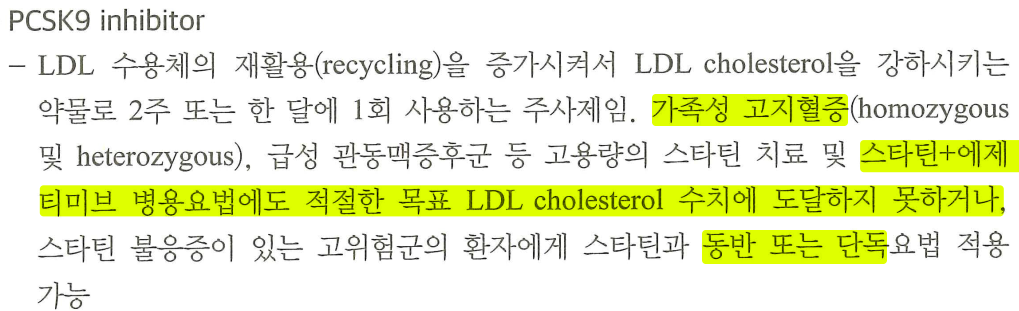 PCSK9 inhibitor
– LDL 수용체의 재활용(recycling)을 증가시켜서 LDL cholesterol을 강하시키는
약물로 2주 또는 한 달에 1회 사용하는 주사제임. 가족성 고지혈증(homozygous
및 heterozygous), 급성 관동맥증후군 등 고용량의 스타틴 치료 및 스타틴+에제
티미브 병용요법에도 적절한 목표 LDL cholesterol 수치에 도달하지 못하거나,
스타틴 불응증이 있는 고위험군의 환자에게 스타틴과 동반 또는 단독요법 적용
가능